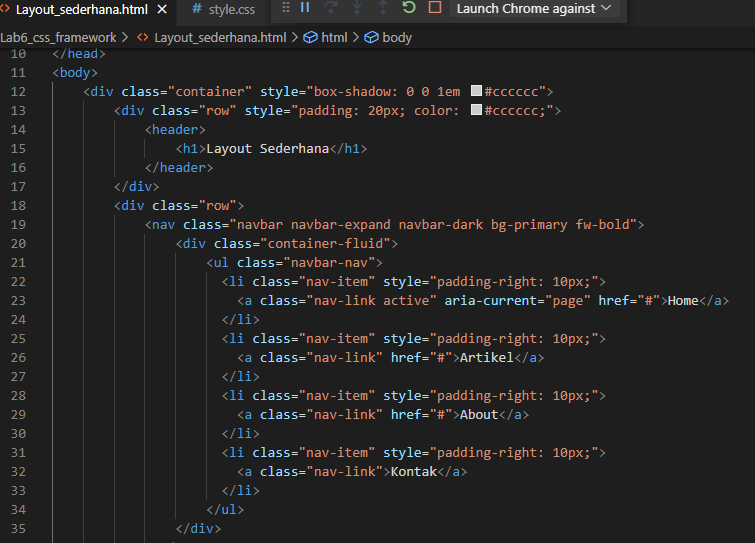 <> Layout_sederhana.html × # style.css Launch Chrome against
Lab6_css_framework > <> Layout_sederhana.html > html > body
10 </head>
11 <body>
12 <div class="container" style="box-shadow: 0 0 1em #cccccc">
13 <div class="row" style="padding: 20px; color: #cccccc;">
14 <header>
15 <h1>Layout Sederhana</h1>
16 </header>
17 </div>
18 <div class="row">
19 <nav class="navbar navbar-expand navbar-dark bg-primary fw-bold">
20 <div class="container-fluid">
21 <ul class="navbar-nav">
22 <li class="nav-item" style="padding-right: 10px;">
23 <a class="nav-link active" aria-current="page" href="#">Home</a>
24 </li>
25 <li class="nav-item" style="padding-right: 10px;">
26 <a class="nav-link" href="#">Artikel</a>
27 </li>
28 <li class="nav-item" style="padding-right: 10px;">
29 <a class="nav-link" href="#">About</a>
30 </li>
31 <li class="nav-item" style="padding-right: 10px;">
32 <a class="nav-link">Kontak</a>
33 </li>
34 </ul>
35 </div>